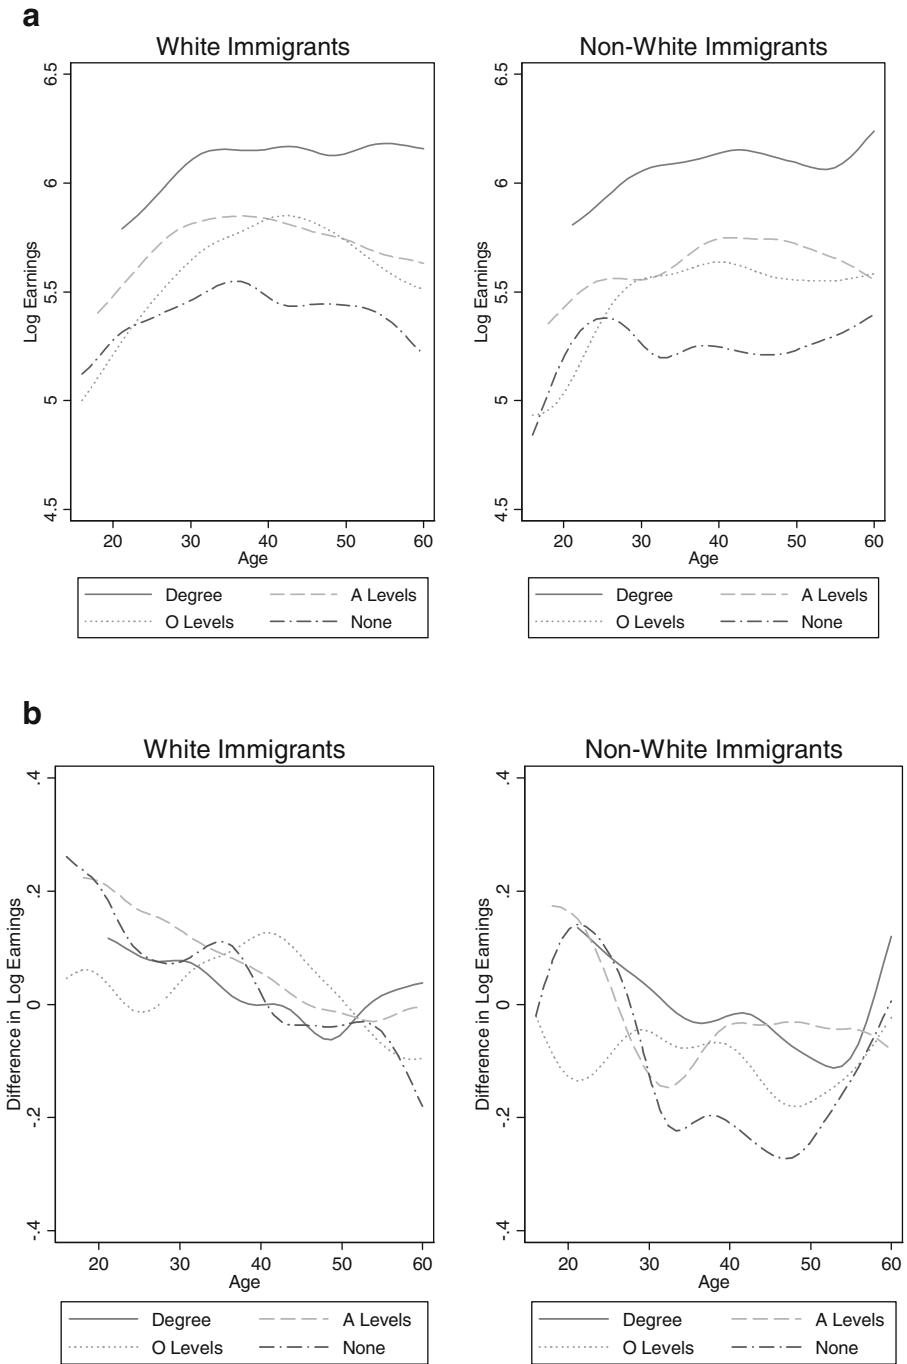 a
White Immigrants
Non-White Immigrants
6.5
6
5.5
5
4.5
Log Earnings
20 30 40 50 60
Age
6.5
6
5.5
5
4.5
Log Earnings
20 30 40 50 60
Age
Degree A Levels
O Levels None
Degree A Levels
O Levels None
b
White Immigrants
Non-White Immigrants
.4
.2
0
-.2
-.4
Difference in Log Earnings
20 30 40 50 60
Age
.4
.2
0
-.2
-.4
Difference in Log Earnings
20 30 40 50 60
Age
Degree A Levels
O Levels None
Degree A Levels
O Levels None